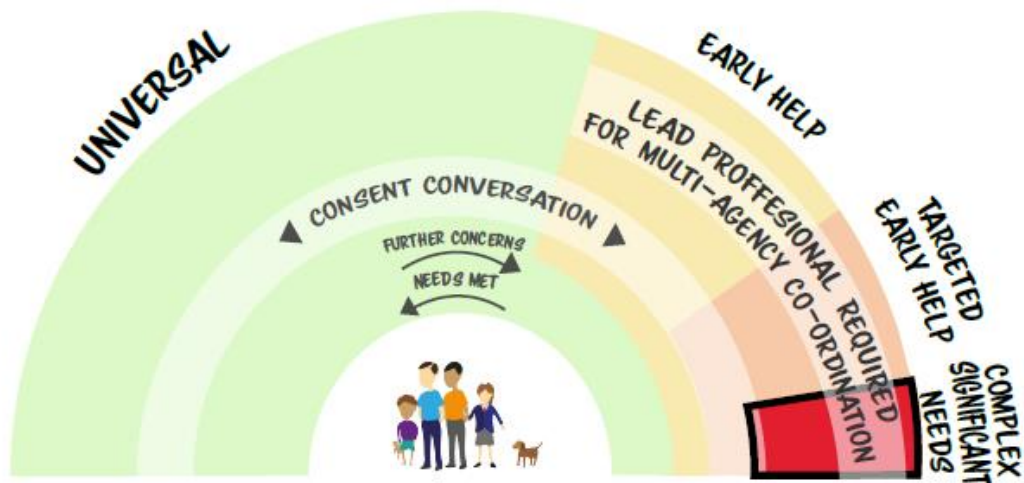 UNIVERSAL
EARLY HELP
LEAD PROFFESIONAL REQUIRED
FOR MULTI-AGENCY CO-ORDINATION
TARGETED
EARLY HELP
COMPLEX
SIGNIFICANT
NEEDS
CONSENT CONVERSATION
FURTHER CONCERNS
NEEDS MET